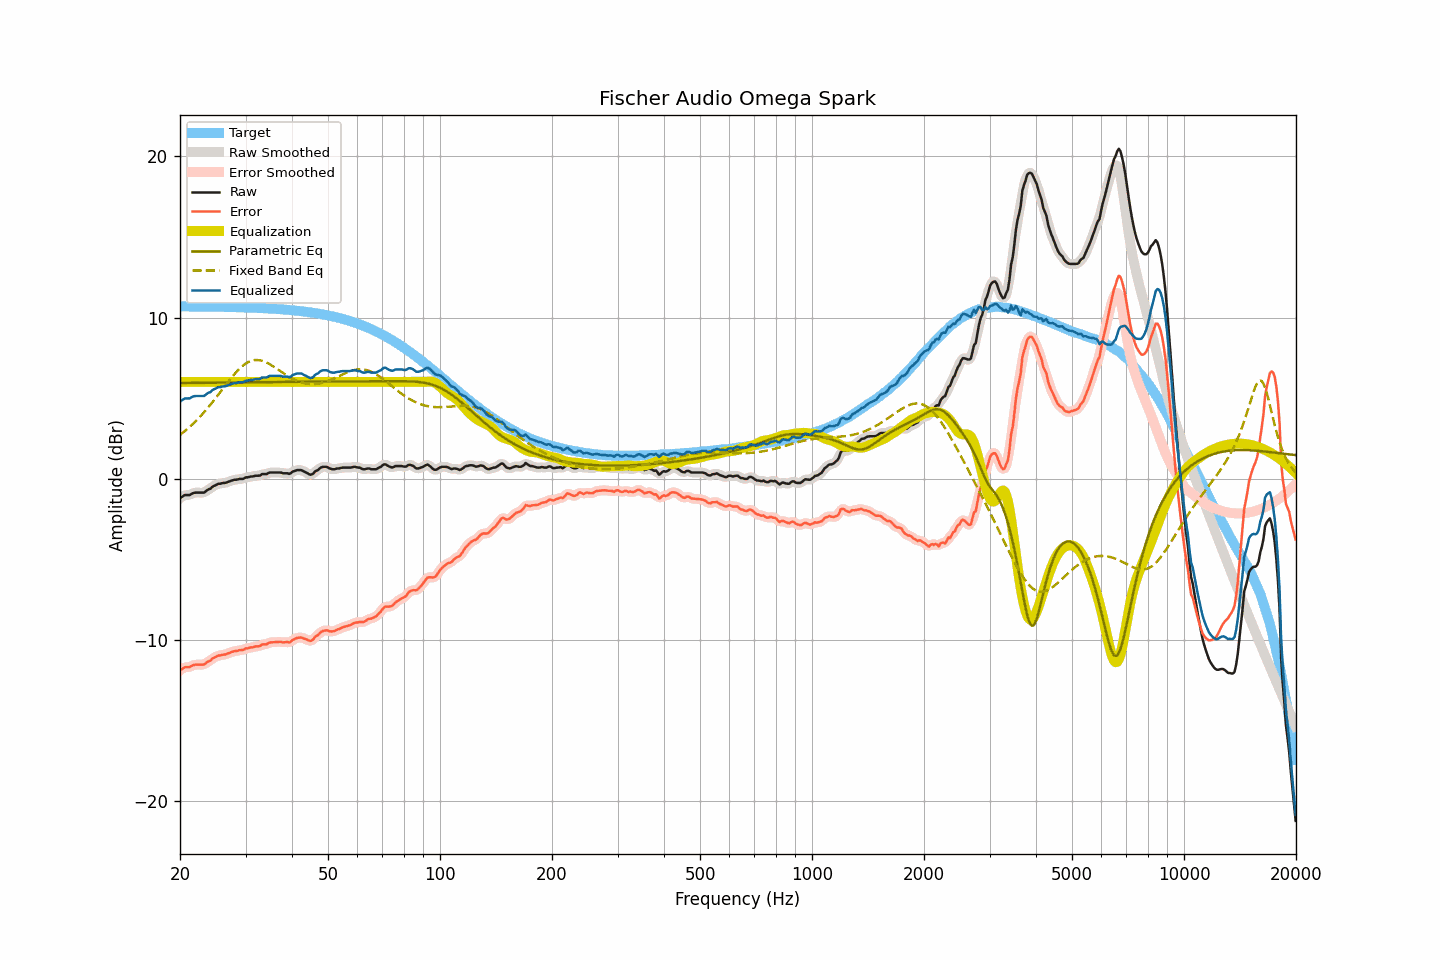 Fischer Audio Omega Spark
Target
Raw Smoothed
Error Smoothed
Raw
Error
Equalization
Parametric Eq
Fixed Band Eq
Equalized
20
10
0
−10
−20
Amplitude (dBr)
20
50
100
200
500
1000
2000
5000
10000
20000
Frequency (Hz)